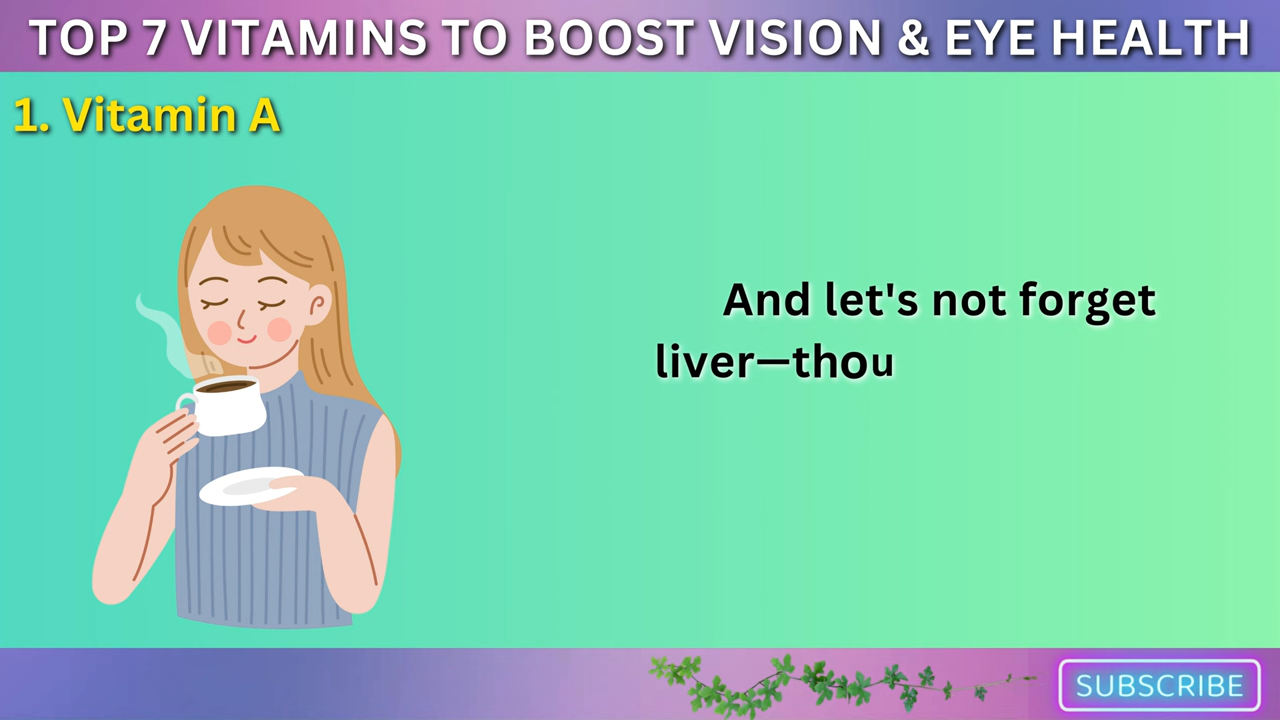 TOP 7 VITAMINS TO BOOST VISION & EYE HEALTH
1. Vitamin A
And let's not forget
liver—thou
SUBSCRIBE